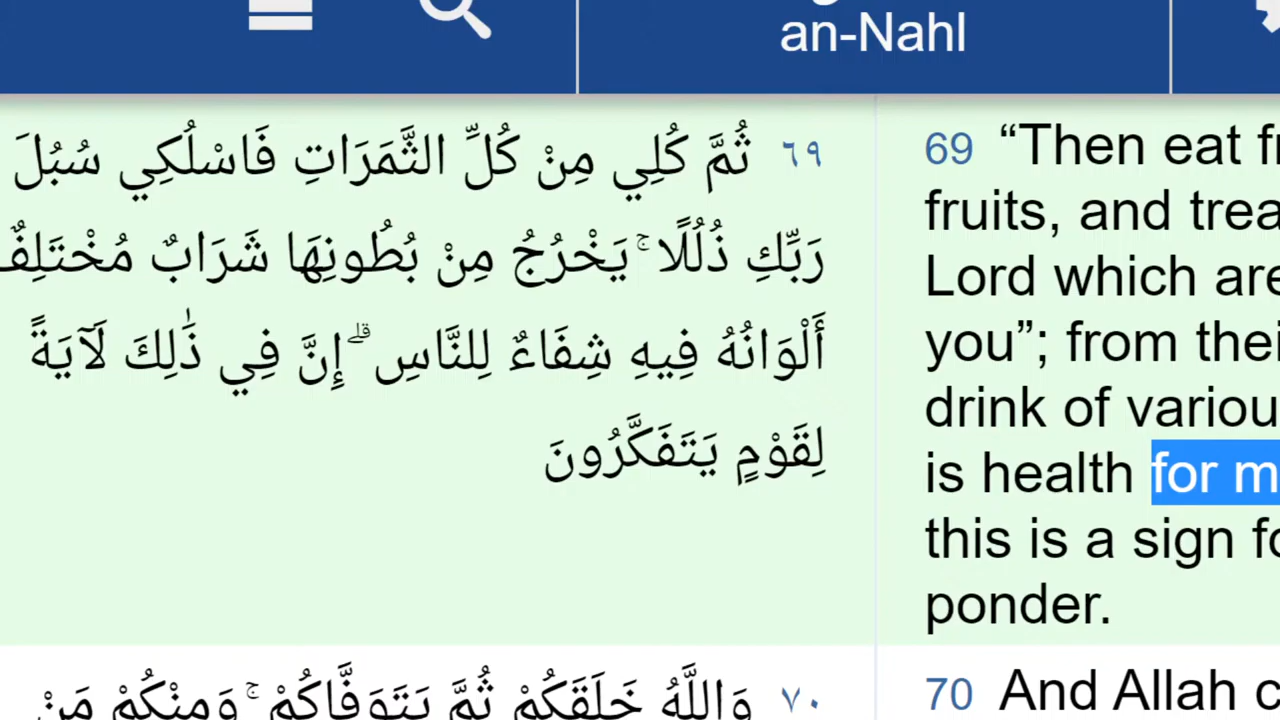 an-Nahl
٦٩ ثُمَّ كُلِي مِنْ كُلِّ الثَّمَرَاتِ فَاسْلُكِي سُبُلَ
رَبِّكِ ذُلُلًا ۚ يَخْرُجُ مِنْ بُطُونِهَا شَرَابٌ مُخْتَلِفٌ
أَلْوَانُهُ فِيهِ شِفَاءٌ لِلنَّاسِ ۗ إِنَّ فِي ذَٰلِكَ لَآيَةً
لِقَوْمٍ يَتَفَكَّرُونَ
٧٠ وَاللَّهُ خَلَقَكُمْ ثُمَّ يَتَوَفَّاكُمْ ۚ وَمِنْكُمْ مَنْ
69 “Then eat
fruits, and
Lord which are
you”; from
drink of
is health for
this is a sign
ponder.
70 And Allah